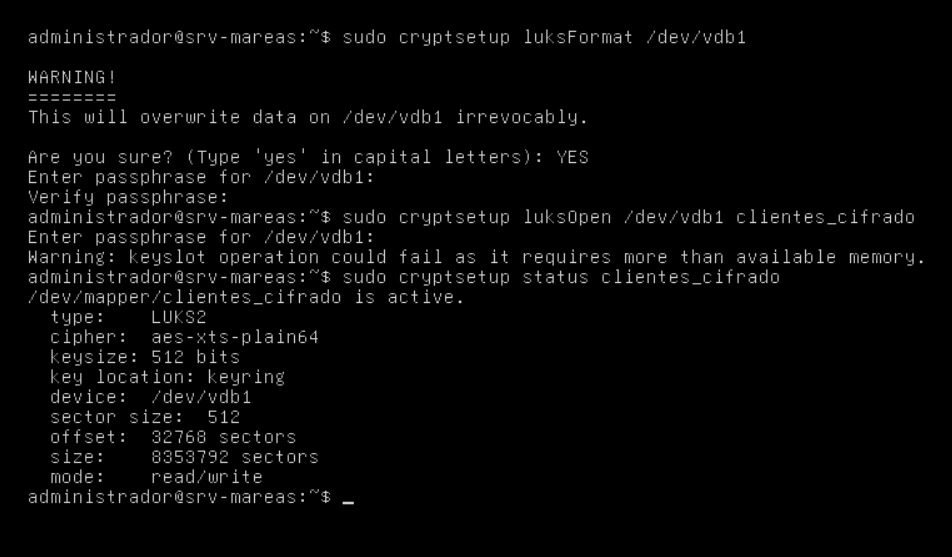 administrador@srv-mareas:~$ sudo cryptsetup luksFormat /dev/vdb1
WARNING!
========
This will overwrite data on /dev/vdb1 irrevocably.
Are you sure? (Type 'yes' in capital letters): YES
Enter passphrase for /dev/vdb1:
Verify passphrase:
administrador@srv-mareas:~$ sudo cryptsetup luksOpen /dev/vdb1 clientes_cifrado
Enter passphrase for /dev/vdb1:
Warning: keyslot operation could fail as it requires more than available memory.
administrador@srv-mareas:~$ sudo cryptsetup status clientes_cifrado
/dev/mapper/clientes_cifrado is active.
  type:    LUKS2
  cipher:  aes-xts-plain64
  keysize: 512 bits
  key location: keyring
  device:  /dev/vdb1
  sector size:  512
  offset:  32768 sectors
  size:    8353792 sectors
  mode:    read/write
administrador@srv-mareas:~$ _